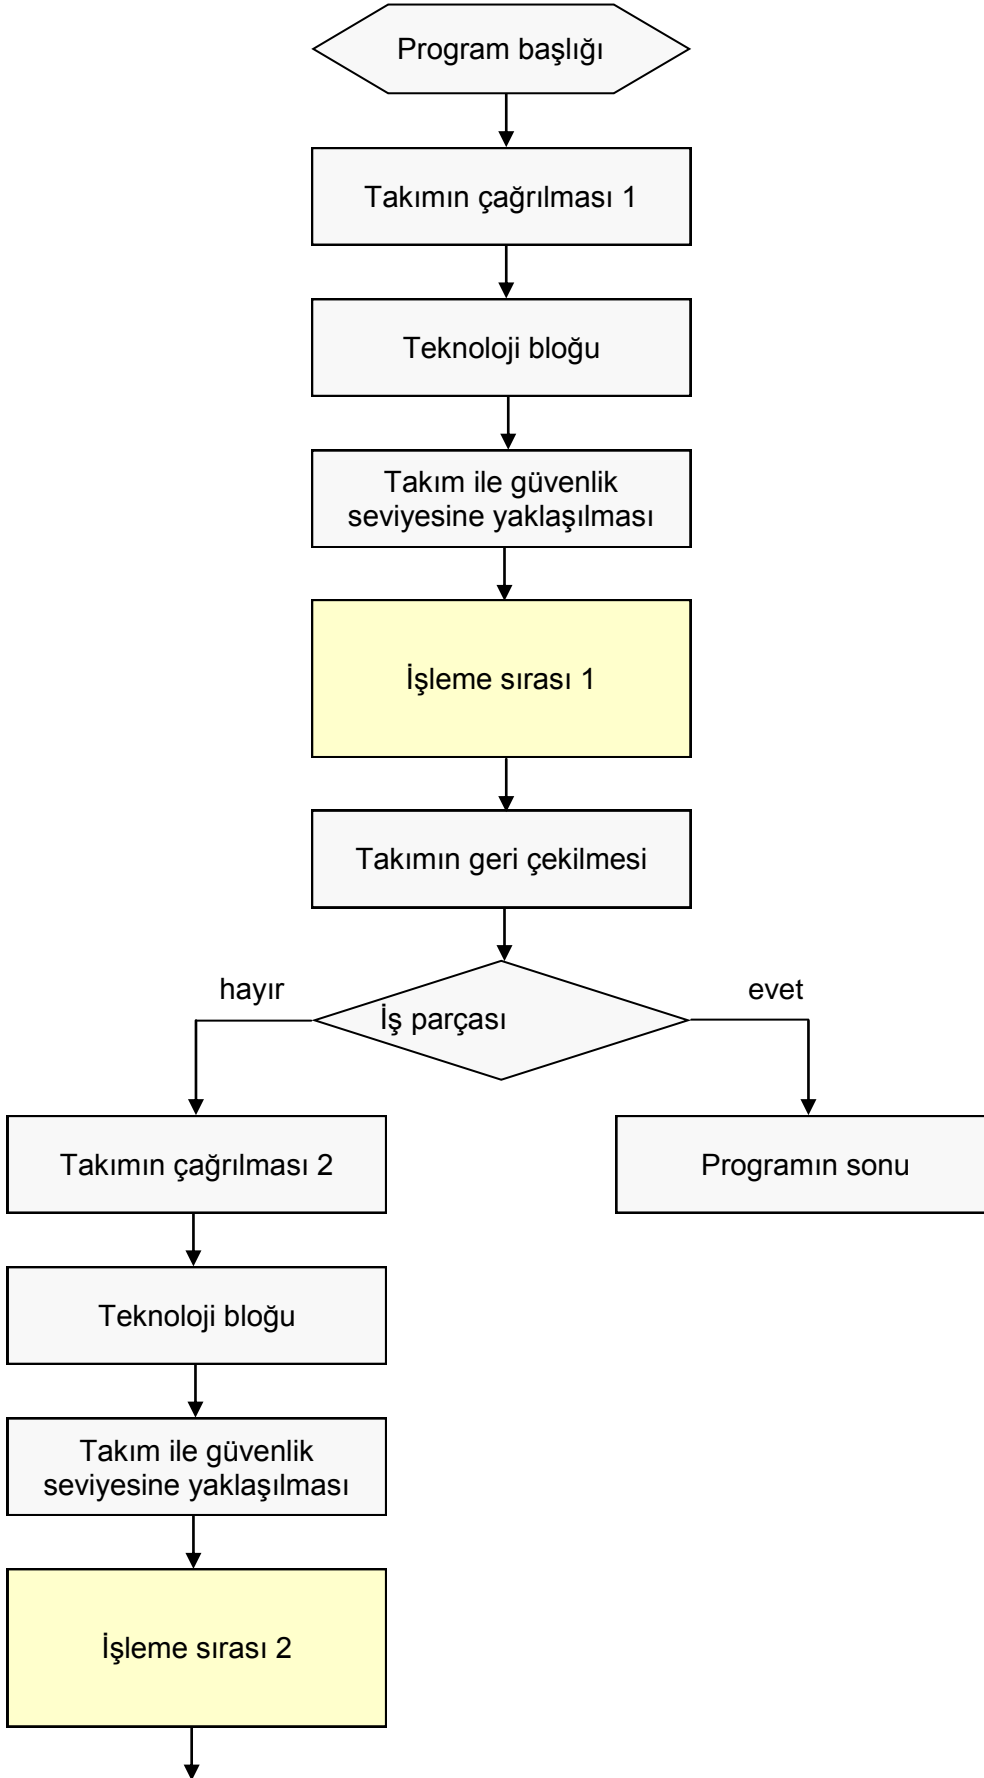 Program başlığı
Takımın çağrılması 1
Teknoloji bloğu
Takım ile güvenlik
seviyesine yaklaşılması
İşleme sırası 1
Takımın geri çekilmesi
hayır
evet
İş parçası
Takımın çağrılması 2
Programın sonu
Teknoloji bloğu
Takım ile güvenlik
seviyesine yaklaşılması
İşleme sırası 2